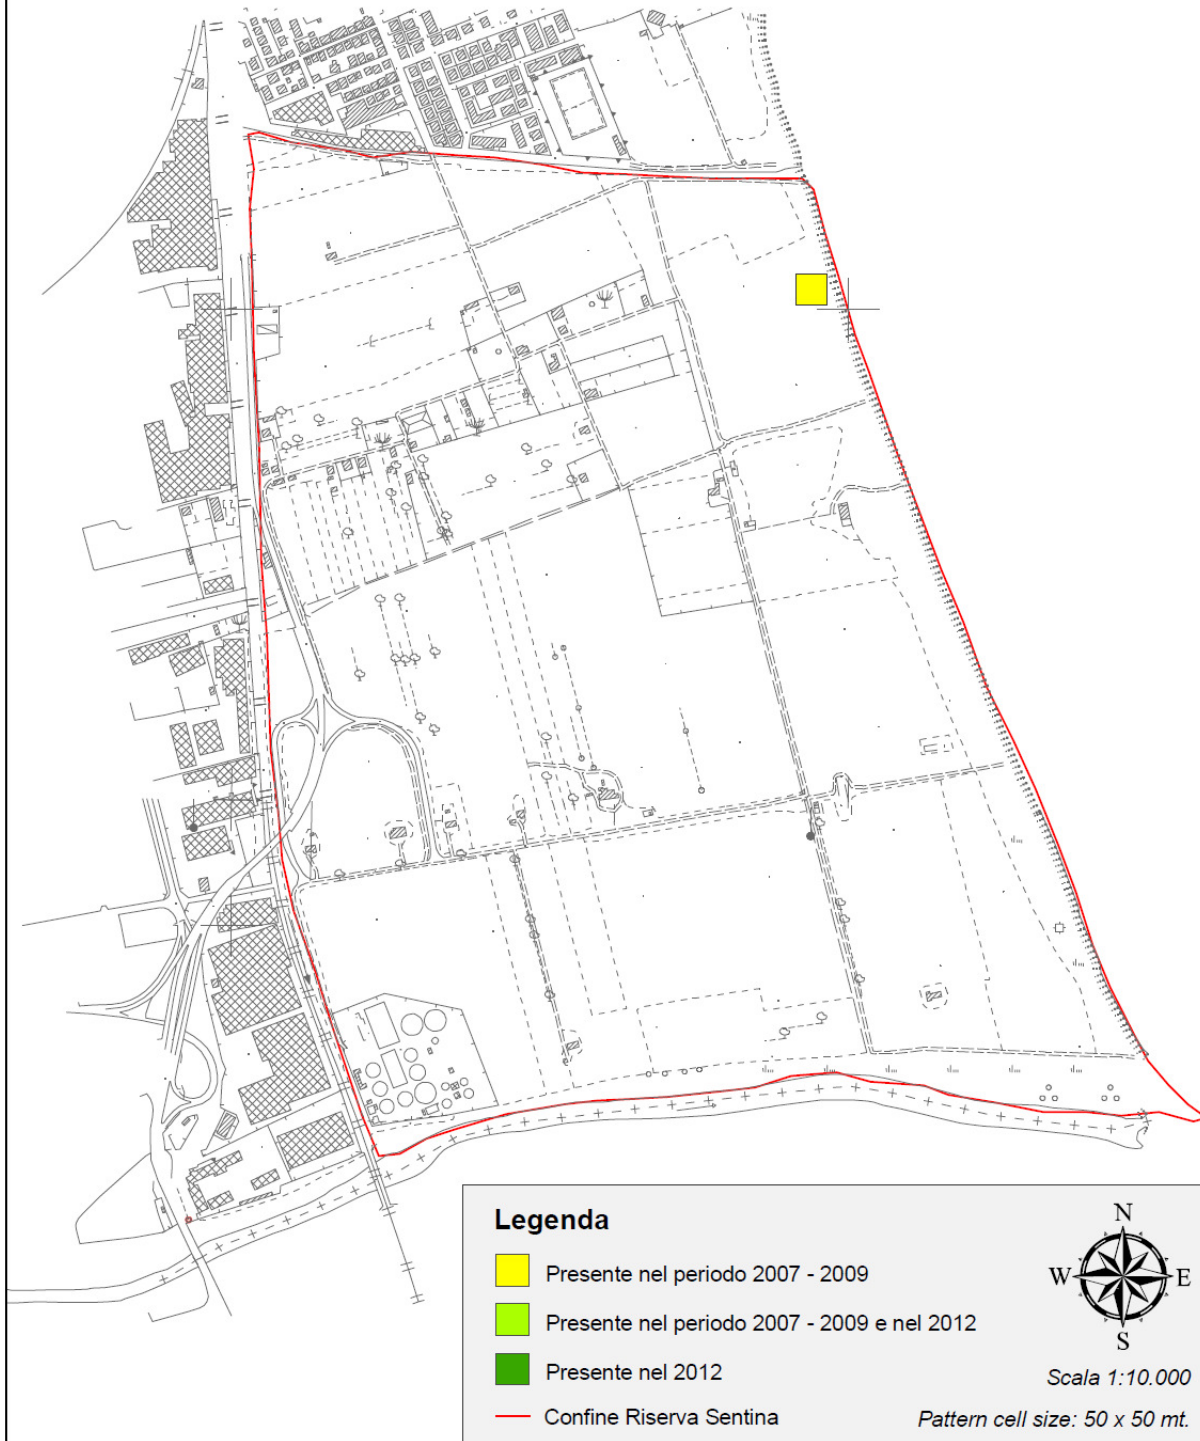 Legenda
Presente nel periodo 2007 - 2009
Presente nel periodo 2007 - 2009 e nel 2012
Presente nel 2012
Confine Riserva Sentina
N
W E
S
Scala 1:10.000
Pattern cell size: 50 x 50 mt.